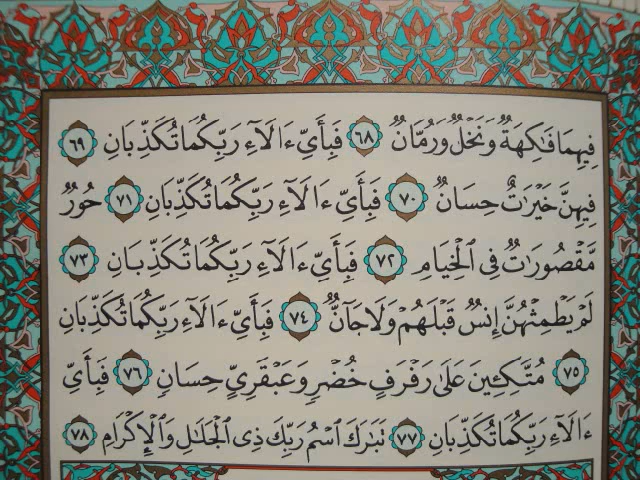 فِيهِمَا فَٰكِهَةٌ وَنَخْلٌ وَرُمَّانٌ ٦٨ فَبِأَيِّ ءَالَآءِ رَبِّكُمَا تُكَذِّبَانِ ٦٩
فِيهِنَّ خَيْرَٰتٌ حِسَانٌ ٧٠ فَبِأَيِّ ءَالَآءِ رَبِّكُمَا تُكَذِّبَانِ ٧١ حُورٌ
مَّقْصُورَٰتٌ فِي ٱلْخِيَامِ ٧٢ فَبِأَيِّ ءَالَآءِ رَبِّكُمَا تُكَذِّبَانِ ٧٣
لَمْ يَطْمِثْهُنَّ إِنسٌ قَبْلَهُمْ وَلَا جَآنٌّ ٧٤ فَبِأَيِّ ءَالَآءِ رَبِّكُمَا تُكَذِّبَانِ
٧٥ مُتَّكِـِٔينَ عَلَىٰ رَفْرَفٍ خُضْرٍ وَعَبْقَرِيٍّ حِسَانٍ ٧٦ فَبِأَيِّ
ءَالَآءِ رَبِّكُمَا تُكَذِّبَانِ ٧٧ تَبَٰرَكَ ٱسْمُ رَبِّكَ ذِي ٱلْجَلَٰلِ وَٱلْإِكْرَامِ ٧٨